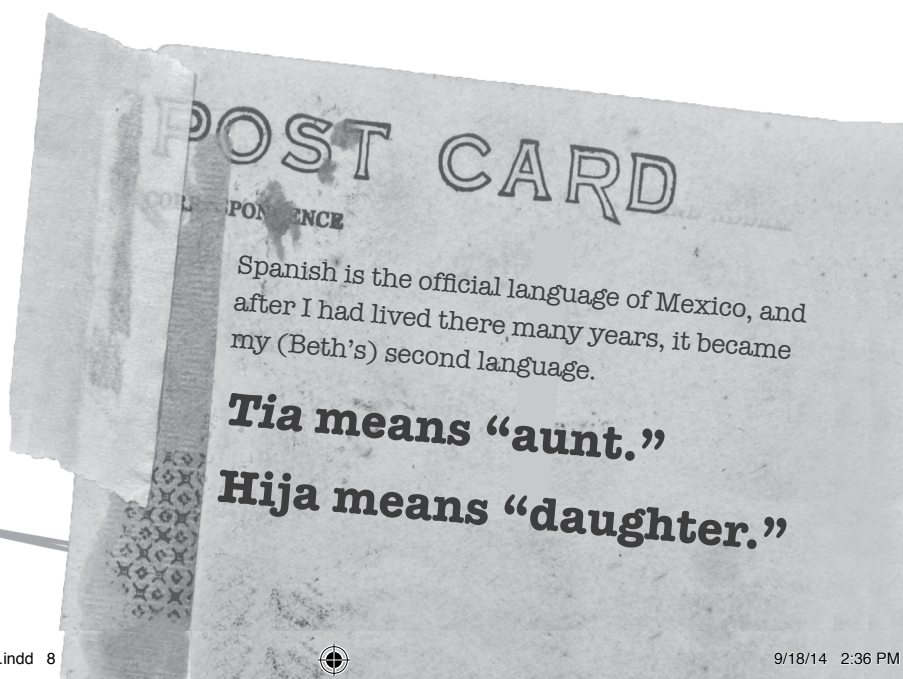 POST CARD
CORRESPONDENCE
Spanish is the official language of Mexico, and
after I had lived there many years, it became
my (Beth’s) second language.
Tia means “aunt.”
Hija means “daughter.”
.indd 8
9/18/14 2:36 PM